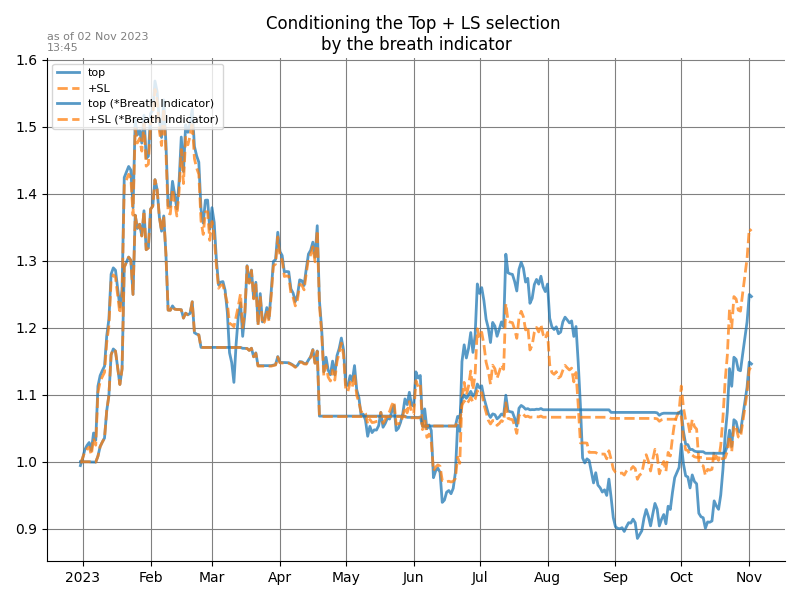 Conditioning the Top + LS selection
by the breath indicator
as of 02 Nov 2023
13:45
top
+SL
top (*Breath Indicator)
+SL (*Breath Indicator)
1.6
1.5
1.4
1.3
1.2
1.1
1.0
0.9
2023 Feb Mar Apr May Jun Jul Aug Sep Oct Nov